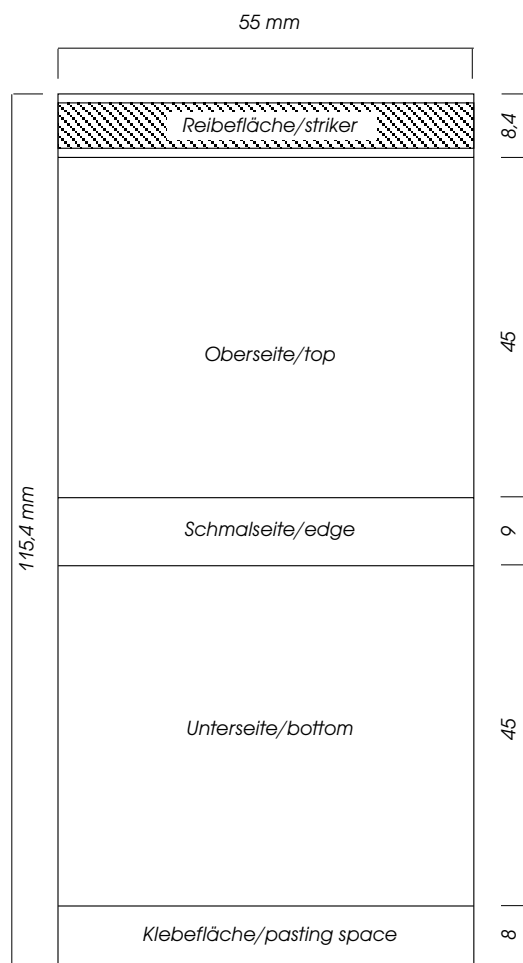 55 mm
Reibefläche/striker
8,4
Oberseite/top
45
115,4 mm
Schmalseite/edge
9
Unterseite/bottom
45
Klebefläche/pasting space
8